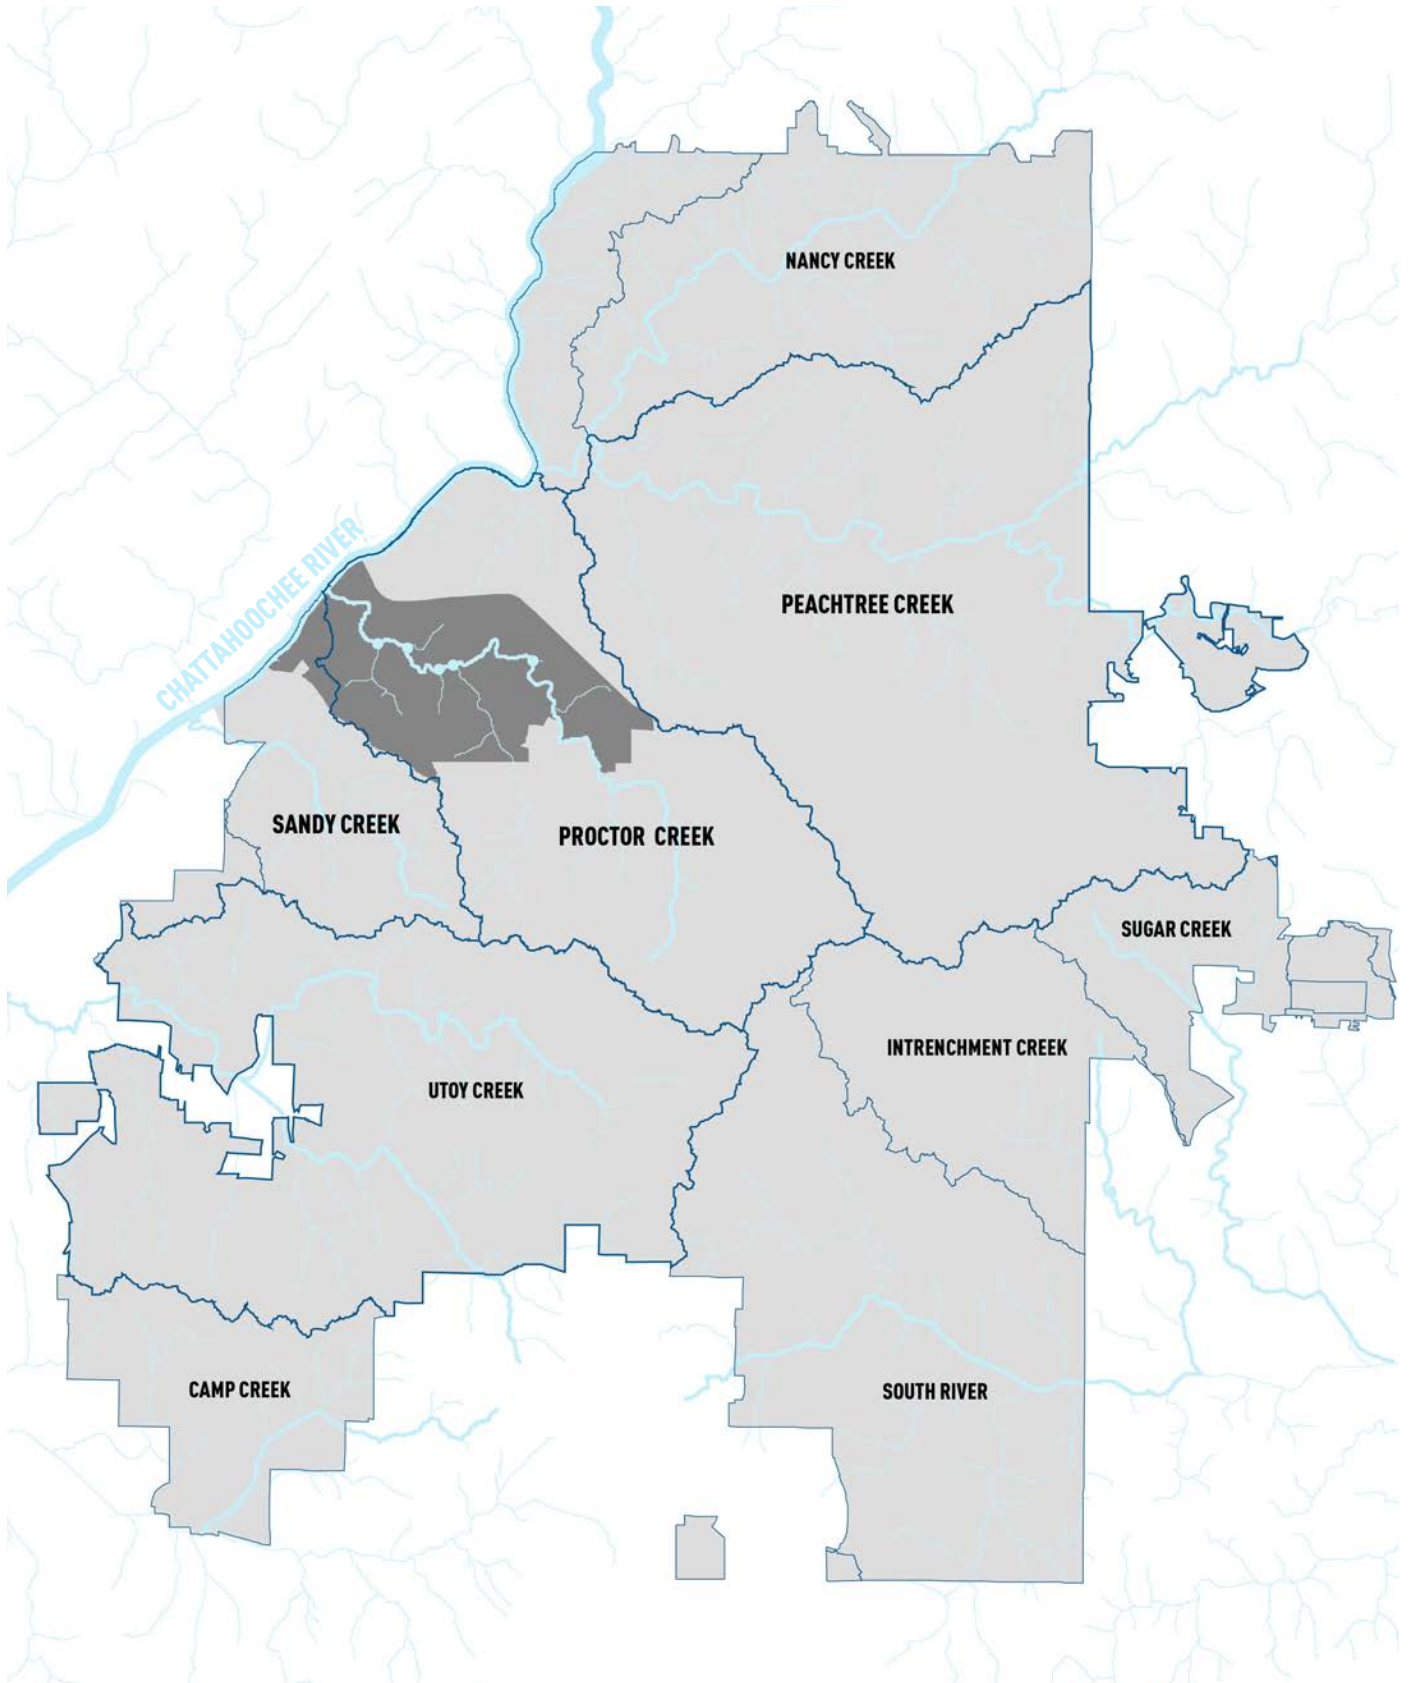 NANCY CREEK
CHATTAHOOCHEE RIVER
PEACHTREE CREEK
SANDY CREEK
PROCTOR CREEK
SUGAR CREEK
INTRENCHMENT CREEK
UTOY CREEK
CAMP CREEK
SOUTH RIVER